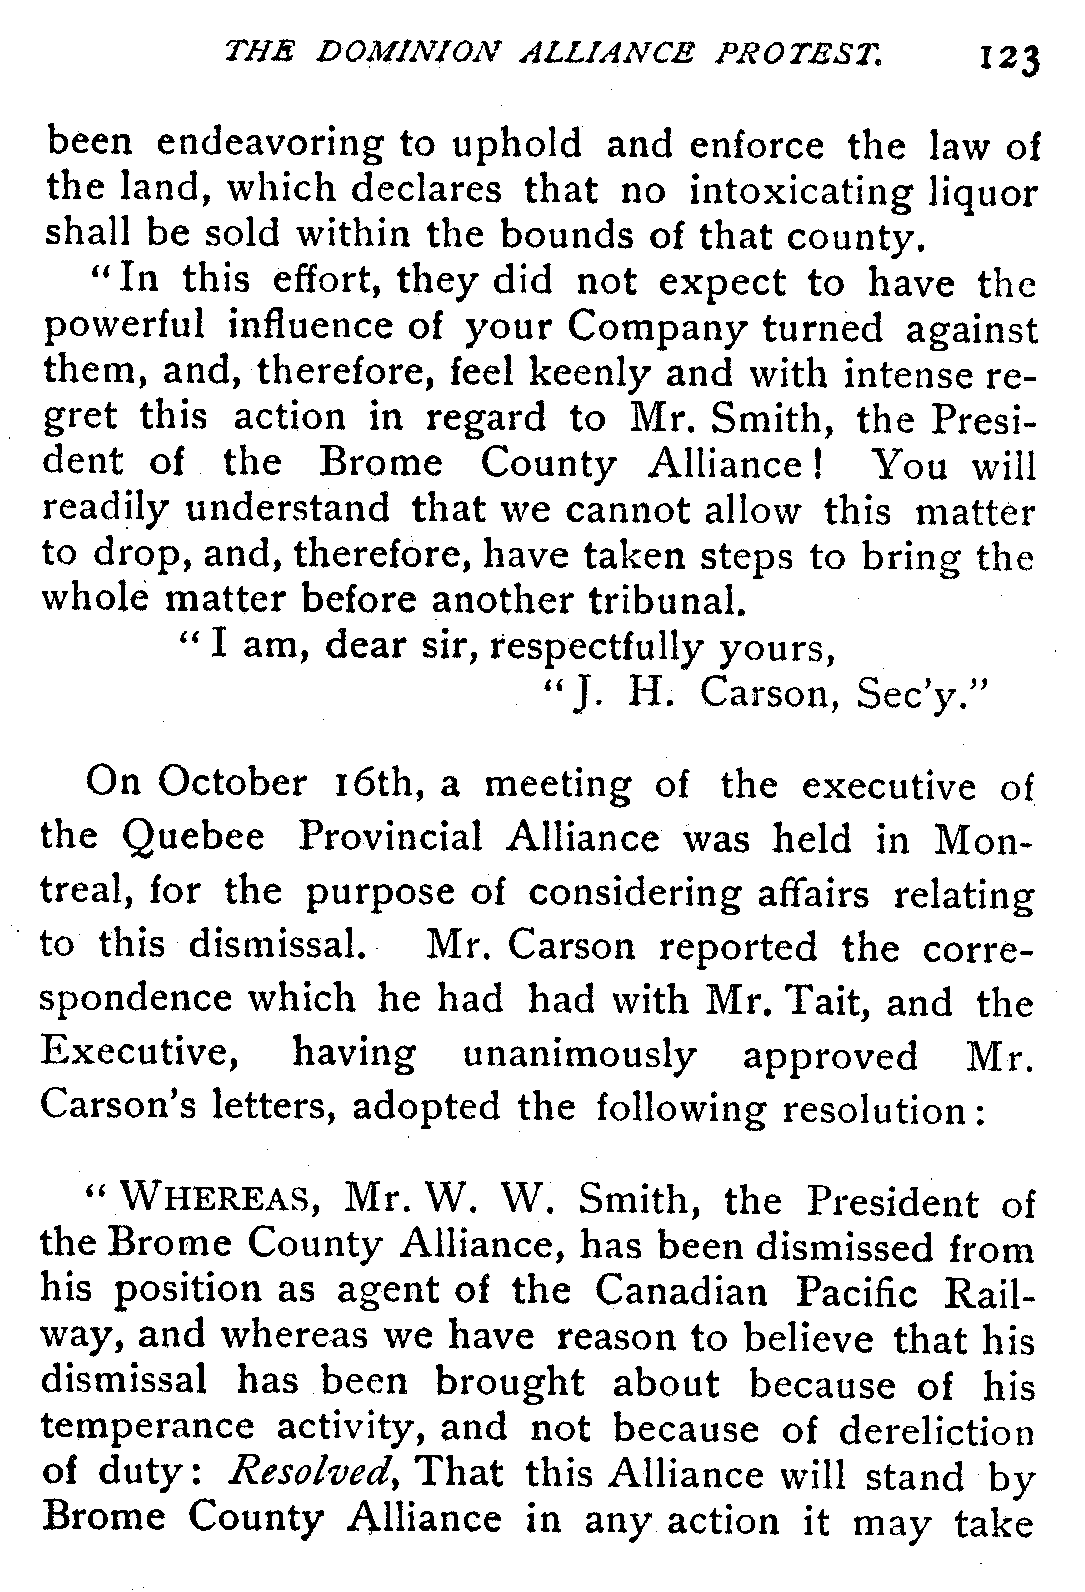 THE DOMINION ALLIANCE PROTEST. 123
been endeavoring to uphold and enforce the law of
the land, which declares that no intoxicating liquor
shall be sold within the bounds of that county.
"In this effort, they did not expect to have the
powerful influence of your Company turned against
them, and, therefore, feel keenly and with intense re-
gret this action in regard to Mr. Smith, the Presi-
dent of the Brome County Alliance! You will
readily understand that we cannot allow this matter
to drop, and, therefore, have taken steps to bring the
whole matter before another tribunal.
"I am, dear sir, respectfully yours,
"J. H. Carson, Sec'y."
On October 16th, a meeting of the executive of
the Quebee Provincial Alliance was held in Mon-
treal, for the purpose of considering affairs relating
to this dismissal. Mr. Carson reported the corre-
spondence which he had had with Mr. Tait, and the
Executive, having unanimously approved Mr.
Carson's letters, adopted the following resolution:
"WHEREAS, Mr. W. W. Smith, the President of
the Brome County Alliance, has been dismissed from
his position as agent of the Canadian Pacific Rail-
way, and whereas we have reason to believe that his
dismissal has been brought about because of his
temperance activity, and not because of dereliction
of duty: Resolved, That this Alliance will stand by
Brome County Alliance in any action it may take